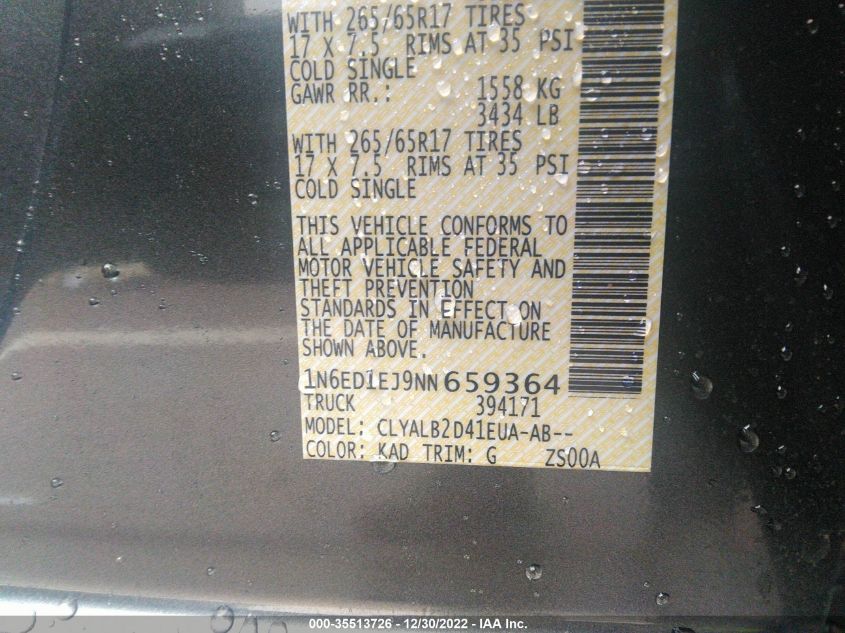 WITH 265/65R17 TIRES
17 X 7.5 RIMS AT 35 PSI
COLD SINGLE
GAWR RR.: 1558 KG
3434 LB
WITH 265/65R17 TIRES
17 X 7.5 RIMS AT 35 PSI
COLD SINGLE
THIS VEHICLE CONFORMS TO
ALL APPLICABLE FEDERAL
MOTOR VEHICLE SAFETY AND
THEFT PREVENTION
STANDARDS IN EFFECT ON
THE DATE OF MANUFACTURE
SHOWN ABOVE.
1N6ED1EJ9NN659364
TRUCK 394171
MODEL: CLYALB2D41EUA-AB--
COLOR: KAD TRIM: G ZS00A
000-35513726 - 12/30/2022 - IAA Inc.